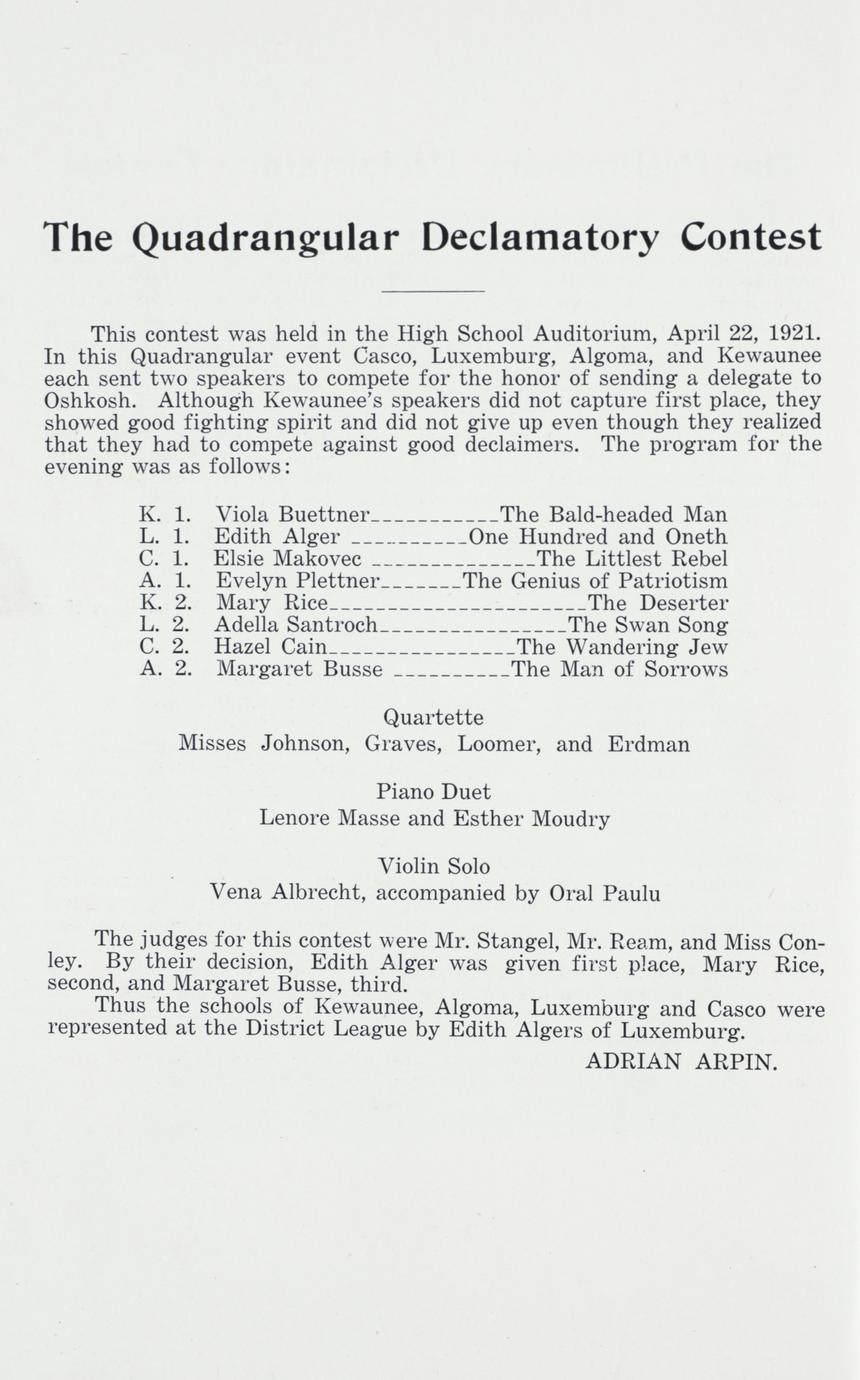 The Quadrangular Declamatory Contest
This contest was held in the High School Auditorium, April 22, 1921.
In this Quadrangular event Casco, Luxemburg, Algoma, and Kewaunee
each sent two speakers to compete for the honor of sending a delegate to
Oshkosh. Although Kewaunee's speakers did not capture first place, they
showed good fighting spirit and did not give up even though they realized
that they had to compete against good declaimers. The program for the
evening was as follows:
K. 1. Viola Buettner___________The Bald-headed Man
L. 1. Edith Alger __________One Hundred and Oneth
C. 1. Elsie Makovec ______________The Littlest Rebel
A. 1. Evelyn Plettner_______The Genius of Patriotism
K. 2. Mary Rice______________________The Deserter
L. 2. Adella Santroch________________The Swan Song
C. 2. Hazel Cain________________The Wandering Jew
A. 2. Margaret Busse __________The Man of Sorrows
Quartette
Misses Johnson, Graves, Loomer, and Erdman
Piano Duet
Lenore Masse and Esther Moudry
Violin Solo
Vena Albrecht, accompanied by Oral Paulu
The judges for this contest were Mr. Stangel, Mr. Ream, and Miss Con-
ley. By their decision, Edith Alger was given first place, Mary Rice,
second, and Margaret Busse, third.
Thus the schools of Kewaunee, Algoma, Luxemburg and Casco were
represented at the District League by Edith Algers of Luxemburg.
ADRIAN ARPIN.